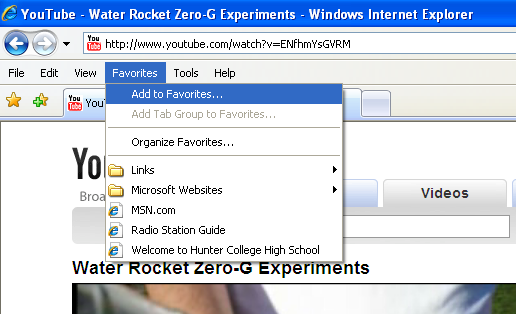 YouTube - Water Rocket Zero-G Experiments - Windows Internet Explorer
http://www.youtube.com/watch?v=ENfhmYsGVRM
File Edit View Favorites Tools Help
Add to Favorites...
Add Tab Group to Favorites...
Organize Favorites...
Links
Microsoft Websites
MSN.com
Radio Station Guide
Welcome to Hunter College High School
You
You
Broa
Videos
Water Rocket Zero-G Experiments